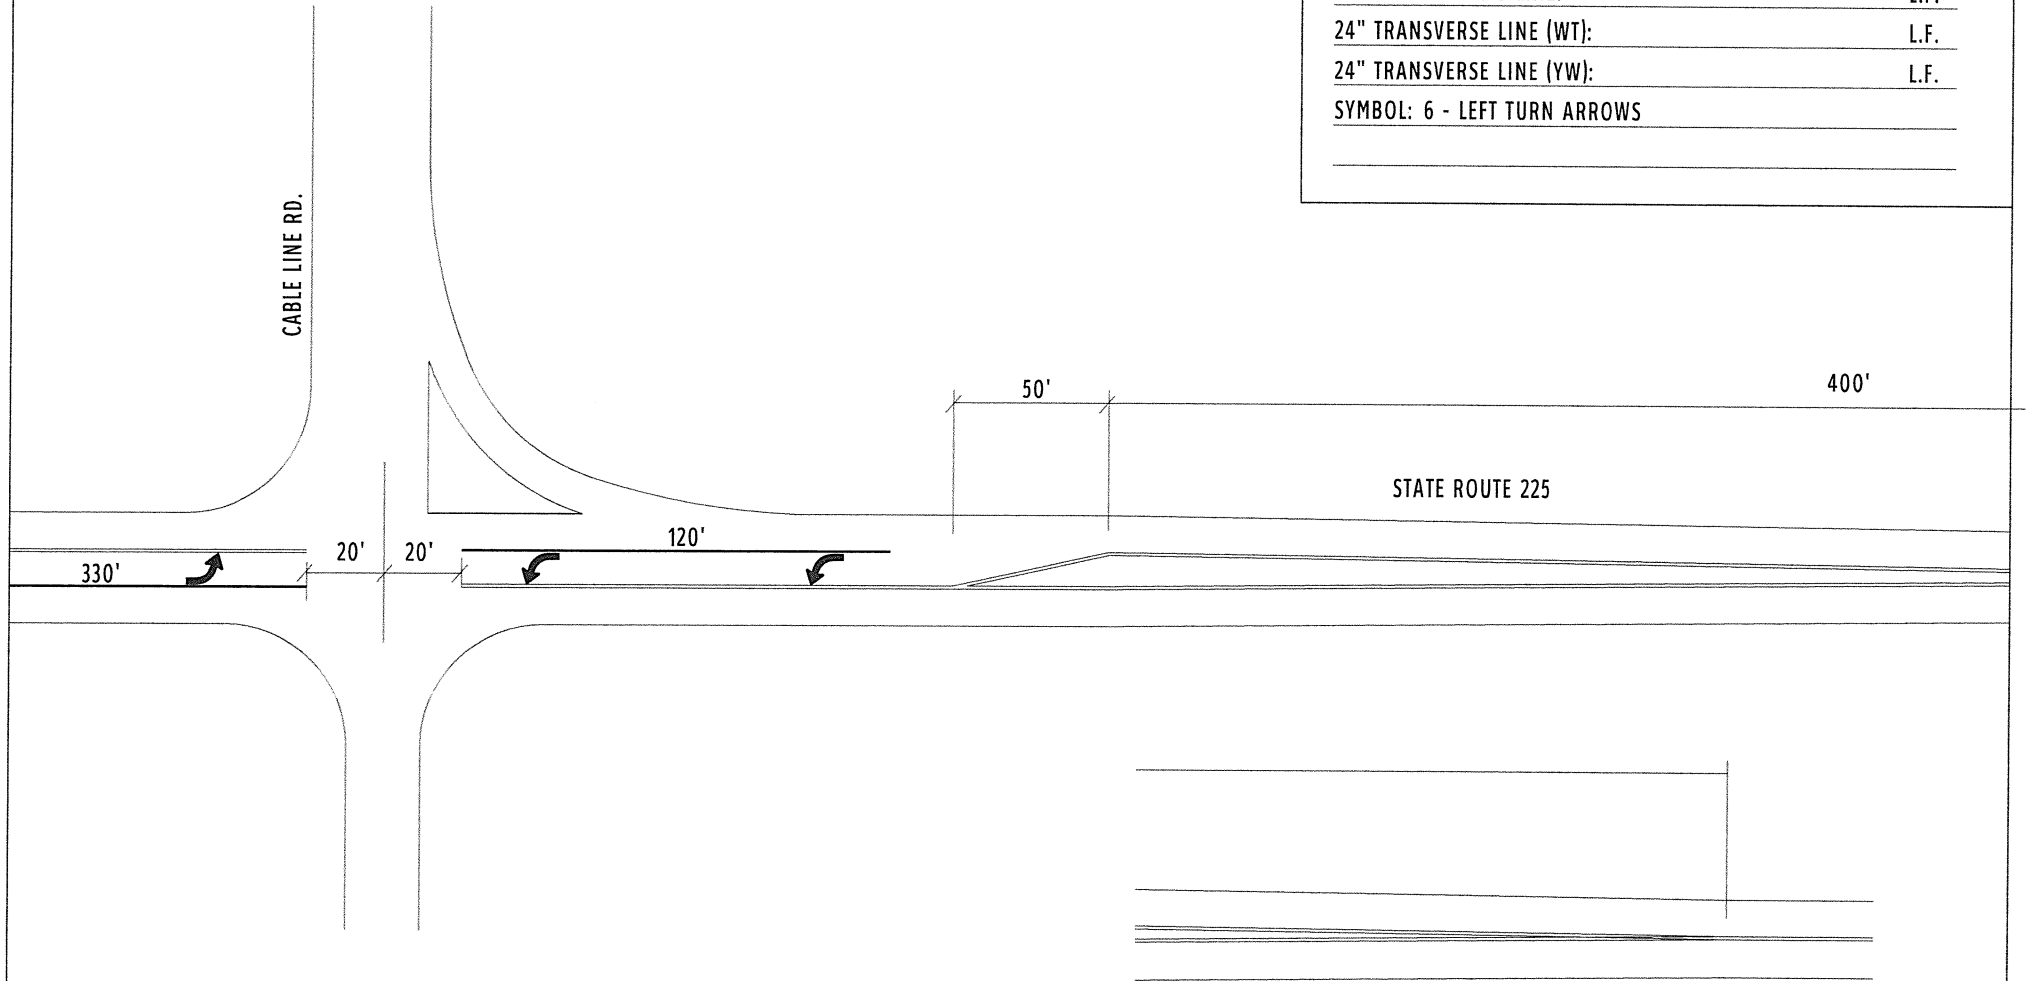 24" TRANSVERSE LINE (WT): L.F.
24" TRANSVERSE LINE (YW): L.F.
SYMBOL: 6 - LEFT TURN ARROWS
CABLE LINE RD.
50'
400'
STATE ROUTE 225
20'
20'
120'
330'